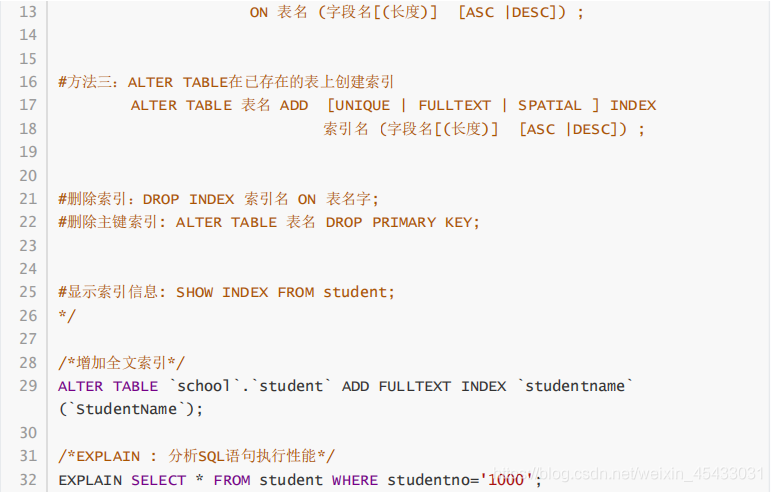 13 ON 表名 (字段名[(长度)] [ASC |DESC]) ;
14
15
16 #方法三：ALTER TABLE在已存在的表上创建索引
17 ALTER TABLE 表名 ADD [UNIQUE | FULLTEXT | SPATIAL ] INDEX
18 索引名 (字段名[(长度)] [ASC |DESC]) ;
19
20
21 #删除索引：DROP INDEX 索引名 ON 表名字;
22 #删除主键索引: ALTER TABLE 表名 DROP PRIMARY KEY;
23
24
25 #显示索引信息: SHOW INDEX FROM student;
26 */
27
28 /*增加全文索引*/
29 ALTER TABLE `school`.`student` ADD FULLTEXT INDEX `studentname`
(`StudentName`);
30
31 /*EXPLAIN : 分析SQL语句执行性能*/
32 EXPLAIN SELECT * FROM student WHERE studentno='1000';
https://blog.csdn.net/weixin_45433031